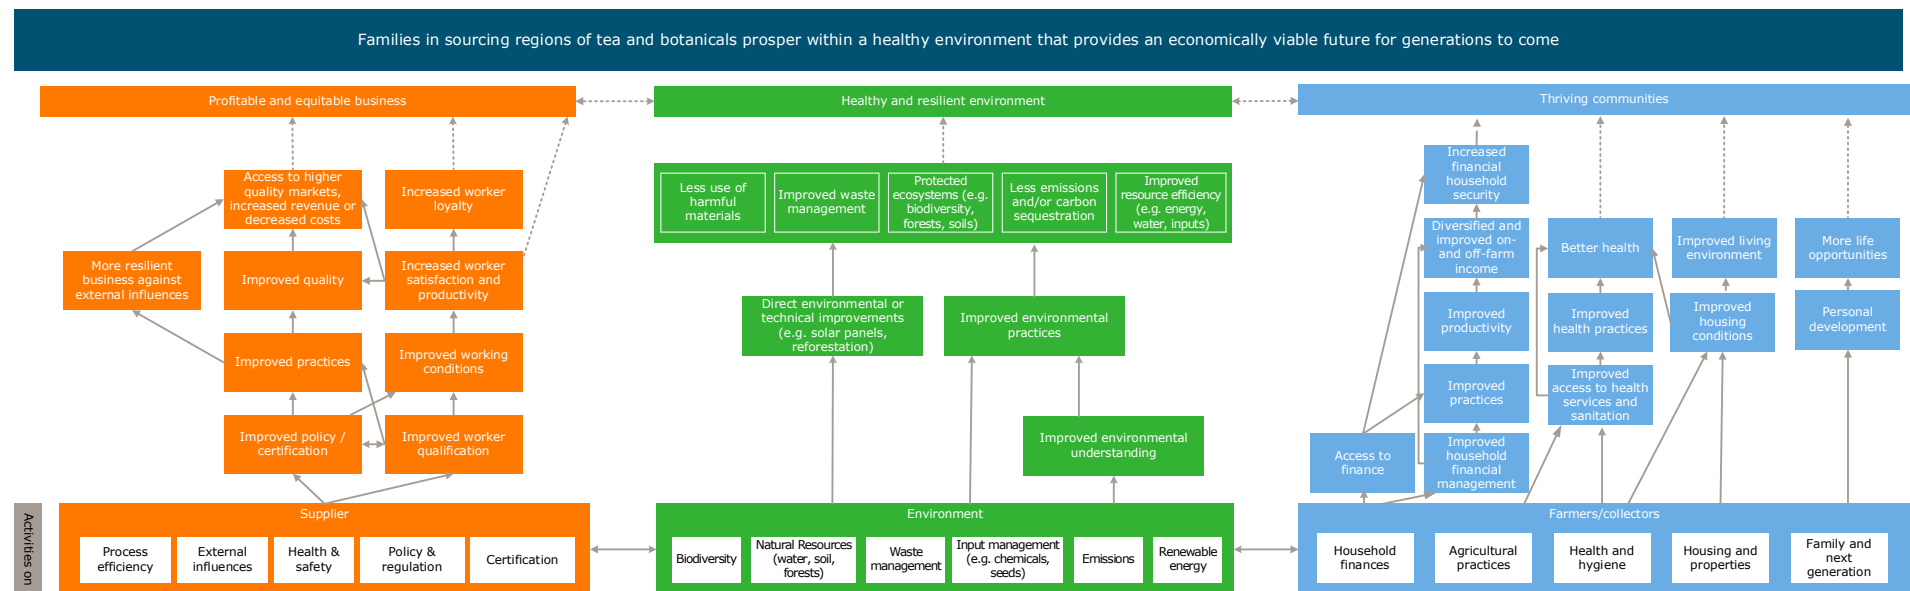 Families in sourcing regions of tea and botanicals prosper within a healthy environment that provides an economically viable future for generations to come
Profitable and equitable business
Healthy and resilient environment
Thriving communities
Access to higher
quality markets,
increased revenue or
decreased costs
Increased worker
loyalty
More resilient
business against
external influences
Improved quality
Increased worker
satisfaction and
productivity
Improved practices
Improved working
conditions
Improved policy /
certification
Improved worker
qualification
Less use of
harmful
materials
Improved waste
management
Protected
ecosystems (e.g.
biodiversity,
forests, soils)
Less emissions
and/or carbon
sequestration
Improved
resource efficiency
(e.g. energy,
water, inputs)
Direct environmental or
technical improvements
(e.g. solar panels,
reforestation)
Improved environmental
practices
Improved environmental
understanding
Increased
financial
household
security
Diversified and
improved on-
and off-farm
income
Better health
Improved living
environment
More life
opportunities
Improved
productivity
Improved
health practices
Improved
housing
conditions
Personal
development
Improved
practices
Improved
access to health
services and
sanitation
Access to
finance
Improved
household
financial
management
Activities on
Supplier
Process
efficiency
External
influences
Health &
safety
Policy &
regulation
Certification
Environment
Biodiversity
Natural Resources
(water, soil,
forests)
Waste
management
Input management
(e.g. chemicals,
seeds)
Emissions
Renewable
energy
Farmers/collectors
Household
finances
Agricultural
practices
Health and
hygiene
Housing and
properties
Family and
next
generation